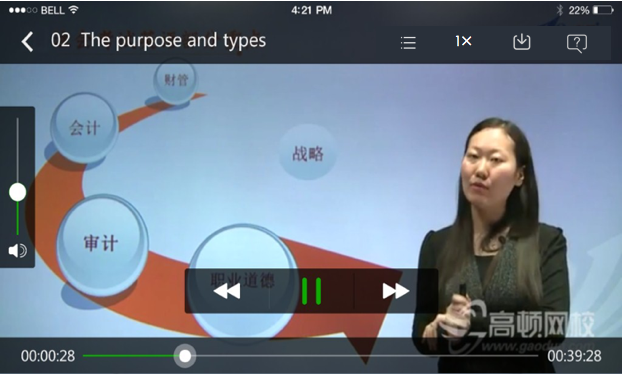 BELL
4:21 PM
22%
02 The purpose and types
1×
财管
会计
战略
审计
职业道德
高顿网校
00:00:28
00:39:28